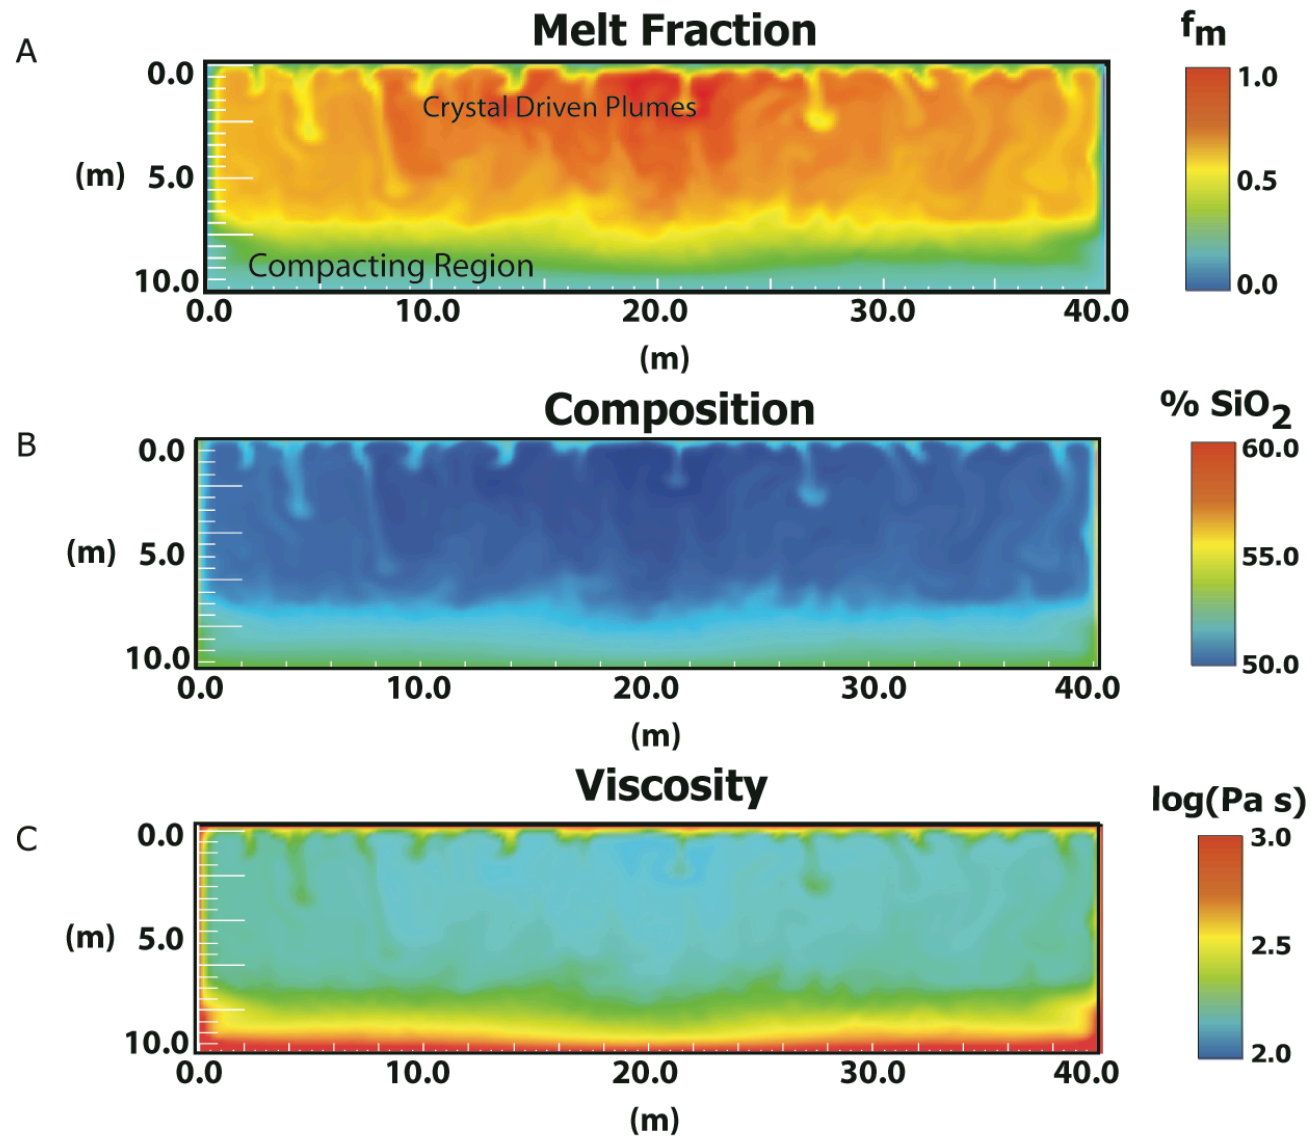 A
Melt Fraction
fm
0.0
1.0
Crystal Driven Plumes
(m) 5.0
0.5
Compacting Region
10.0
0.0
0.0 10.0 20.0 30.0 40.0
(m)
B
Composition
% SiO2
0.0
60.0
(m) 5.0
55.0
10.0
50.0
0.0 10.0 20.0 30.0 40.0
(m)
C
Viscosity
log(Pa s)
0.0
3.0
(m) 5.0
2.5
10.0
2.0
0.0 10.0 20.0 30.0 40.0
(m)